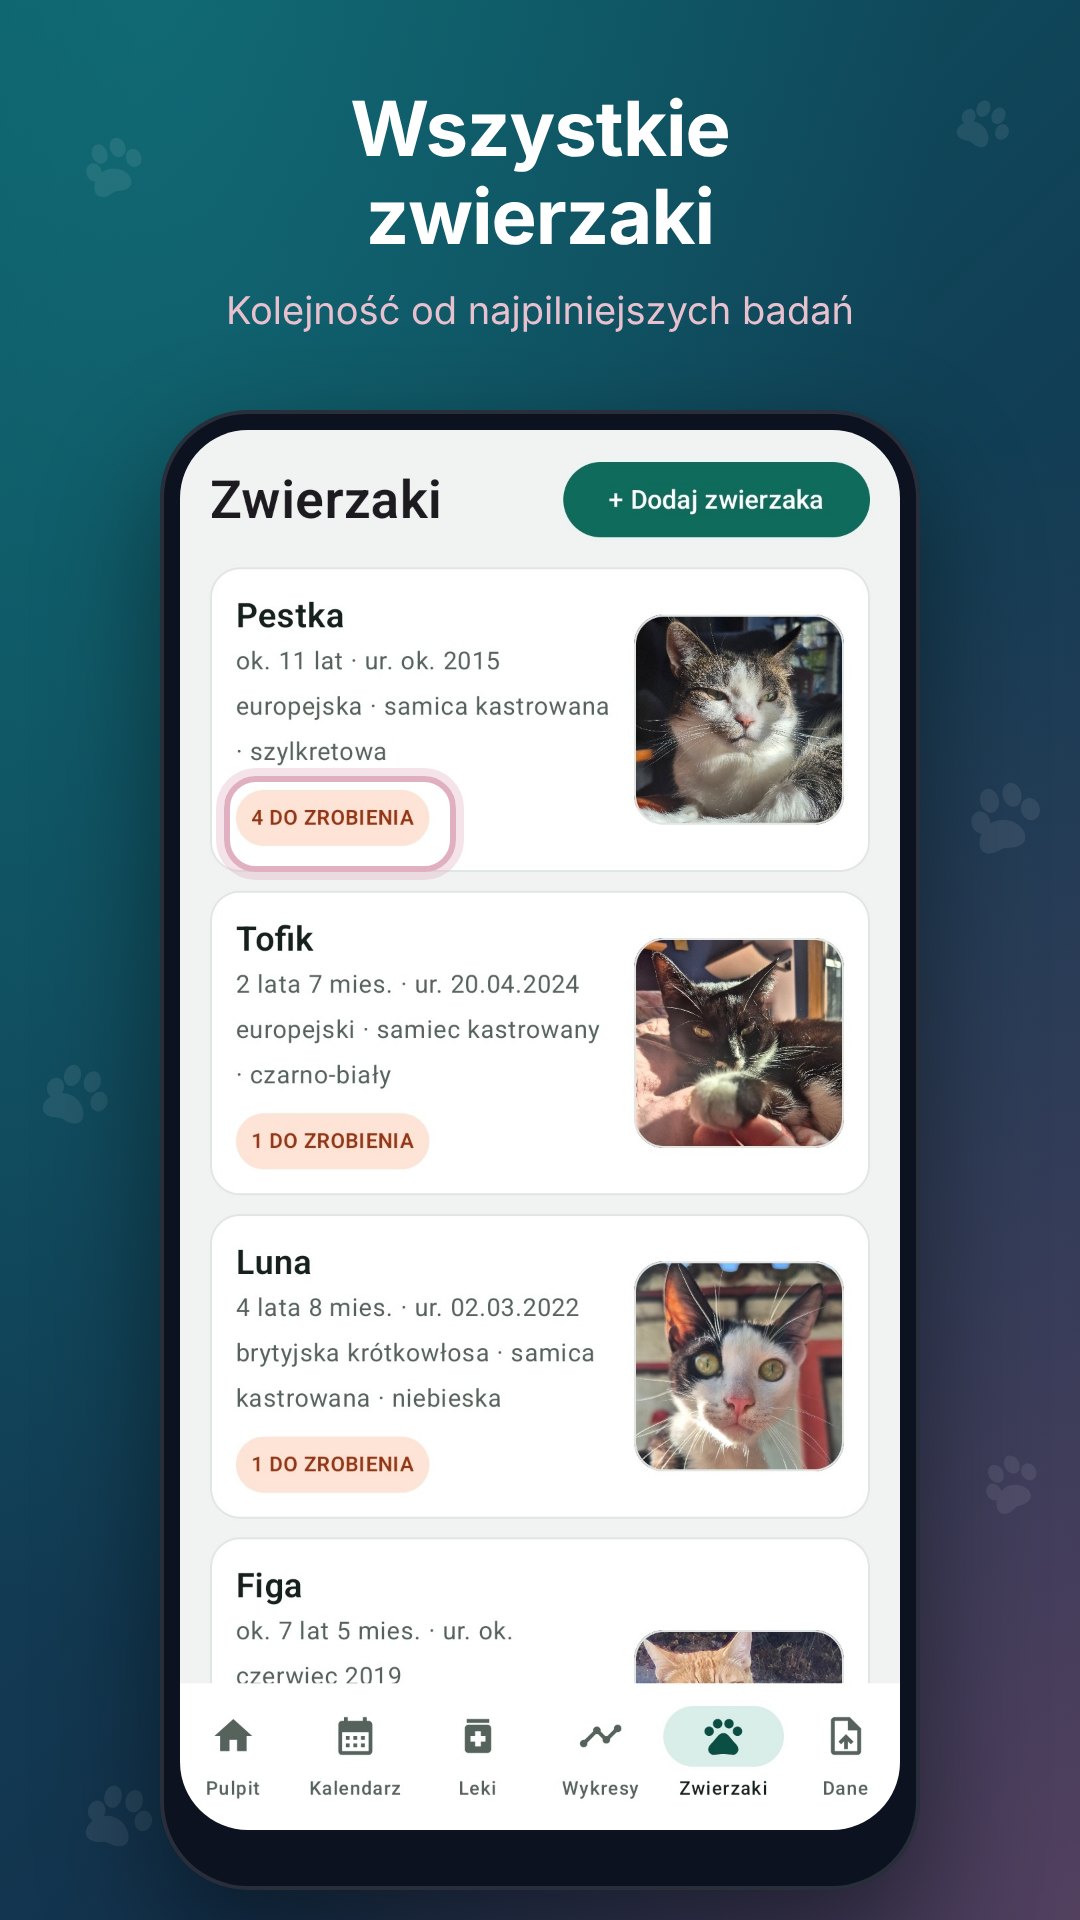 Wszystkie
zwierzaki
Kolejność od najpilniejszych badań
Zwierzaki
+ Dodaj zwierzaka
Pestka
ok. 11 lat · ur. ok. 2015
europejska · samica kastrowana
· szylkretowa
4 DO ZROBIENIA
Tofik
2 lata 7 mies. · ur. 20.04.2024
europejski · samiec kastrowany
· czarno-biały
1 DO ZROBIENIA
Luna
4 lata 8 mies. · ur. 02.03.2022
brytyjska krótkowłosa · samica
kastrowana · niebieska
1 DO ZROBIENIA
Figa
ok. 7 lat 5 mies. · ur. ok.
czerwiec 2019
Pulpit
Kalendarz
Leki
Wykresy
Zwierzaki
Dane